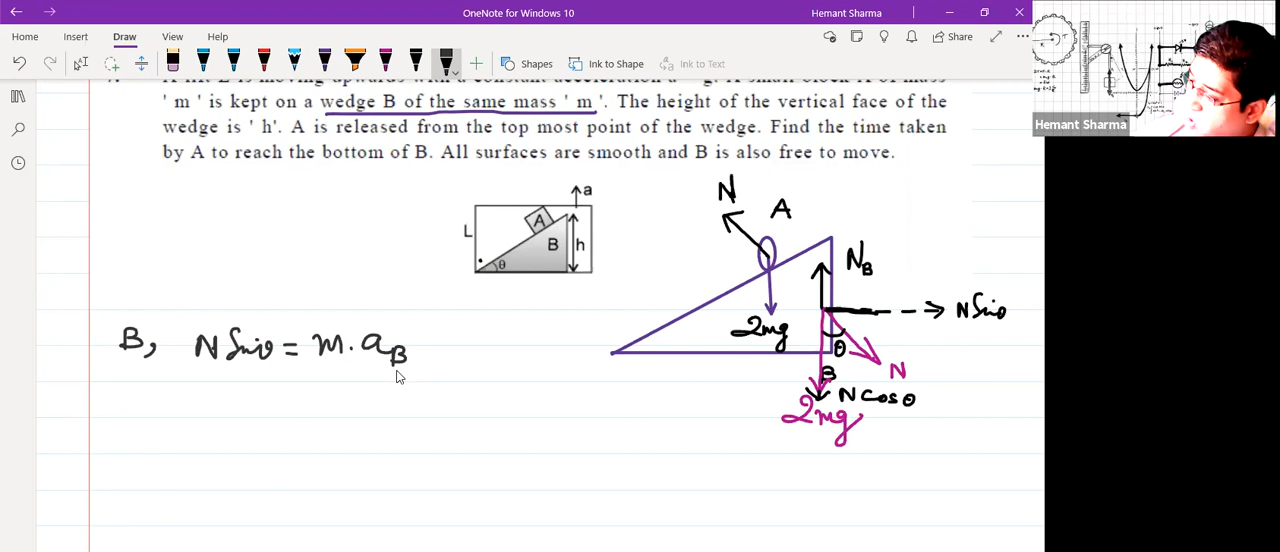 OneNote for Windows 10
Hemant Sharma
Home Insert Draw View Help
Share
Shapes Ink to Shape Ink to Text
' m ' is kept on a wedge B of the same mass ' m '. The height of the vertical face of the
wedge is ' h'. A is released from the top most point of the wedge. Find the time taken
by A to reach the bottom of B. All surfaces are smooth and B is also free to move.
a
L
A
B
h
θ
N
A
N_B
N Sinθ
2mg
θ
B
N
N Cosθ
2mg
B, N Sinθ = m. a_B
Hemant Sharma